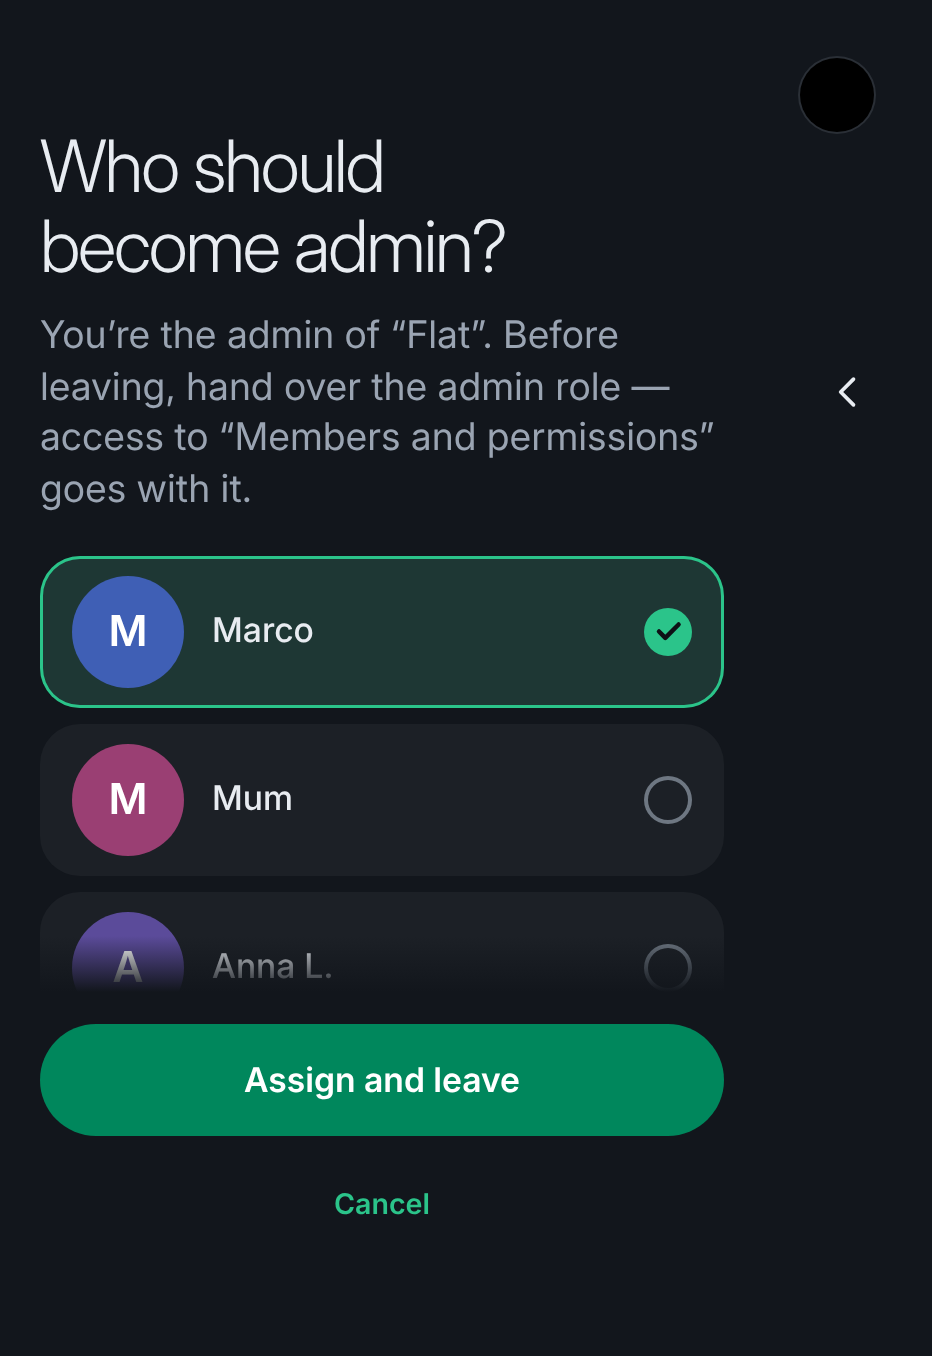 Who should
become admin?
You’re the admin of “Flat”. Before
leaving, hand over the admin role —
access to “Members and permissions”
goes with it.
M Marco
M Mum
A Anna L.
Assign and leave
Cancel